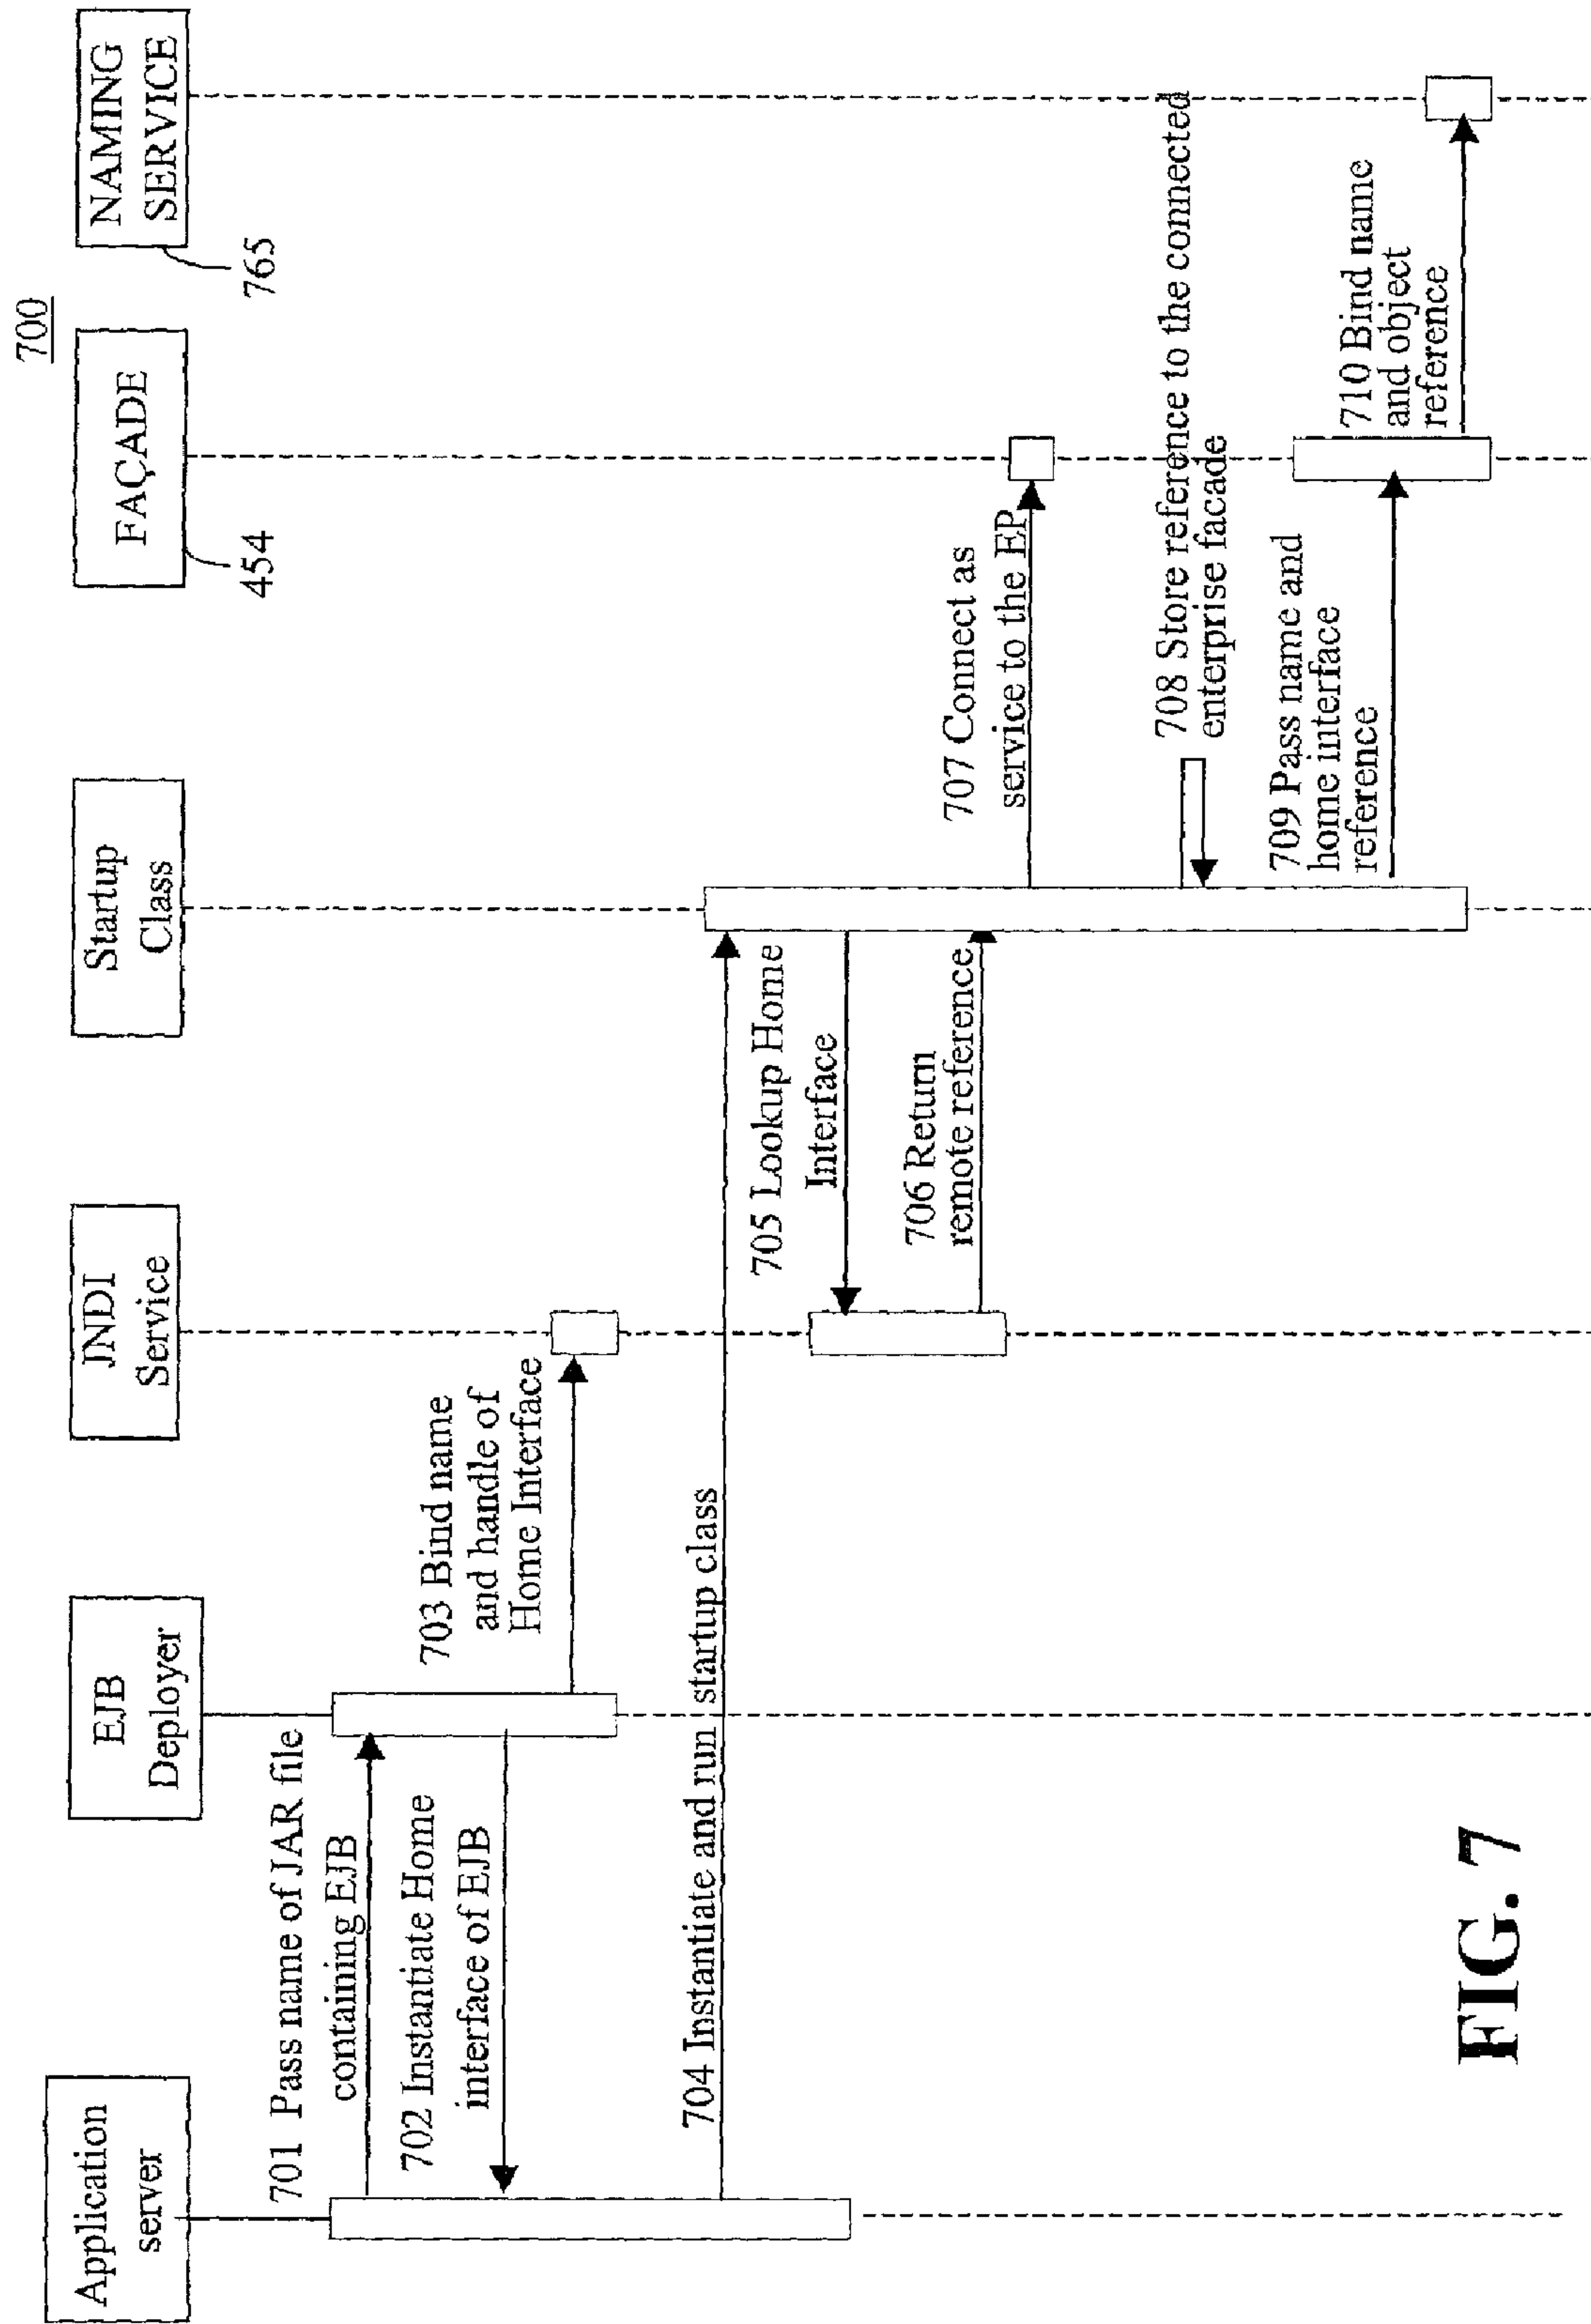 700
Application
server
EJB
Deployer
JNDI
Service
Startup
Class
FAÇADE
454
NAMING
SERVICE
765
701 Pass name of JAR file
containing EJB
702 Instantiate Home
interface of EJB
703 Bind name
and handle of
Home Interface
704 Instantiate and run startup class
705 Lookup Home
Interface
706 Return
remote reference
707 Connect as
service to the EP
708 Store reference to the connected
enterprise facade
709 Pass name and
home interface
reference
710 Bind name
and object
reference
FIG. 7